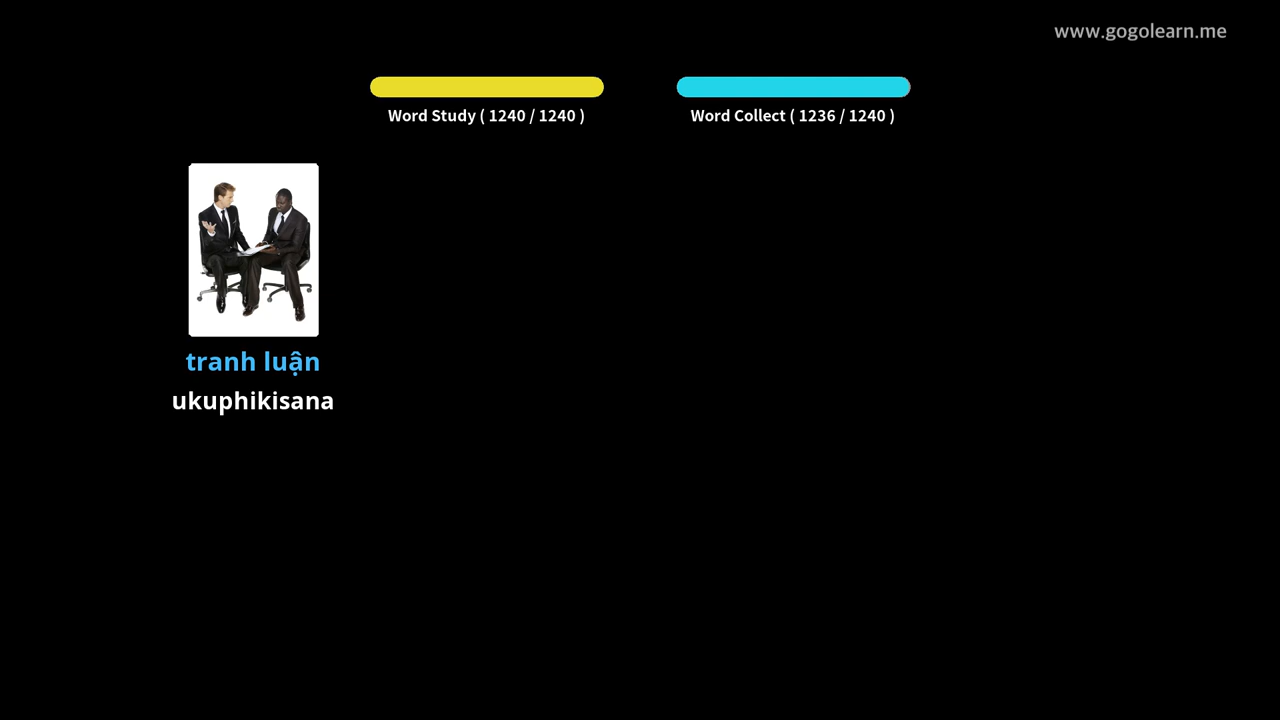 www.gogolearn.me
Word Study ( 1240 / 1240 )
Word Collect ( 1236 / 1240 )
tranh luận
ukuphikisana